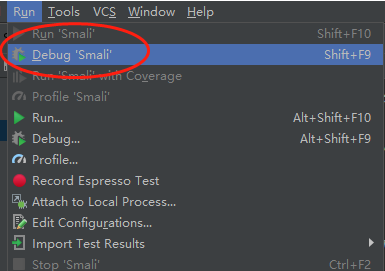 Run Tools VCS Window Help
Run 'Smali' Shift+F10
Debug 'Smali' Shift+F9
Run 'Smali' with Coverage
Profile 'Smali'
Run... Alt+Shift+F10
Debug... Alt+Shift+F9
Profile...
Record Espresso Test
Attach to Local Process...
Edit Configurations...
Import Test Results
Stop 'Smali' Ctrl+F2